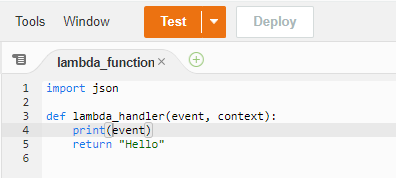 Tools Window Test Deploy
lambda_function
1 import json
2
3 def lambda_handler(event, context):
4     print(event)
5     return "Hello"
6